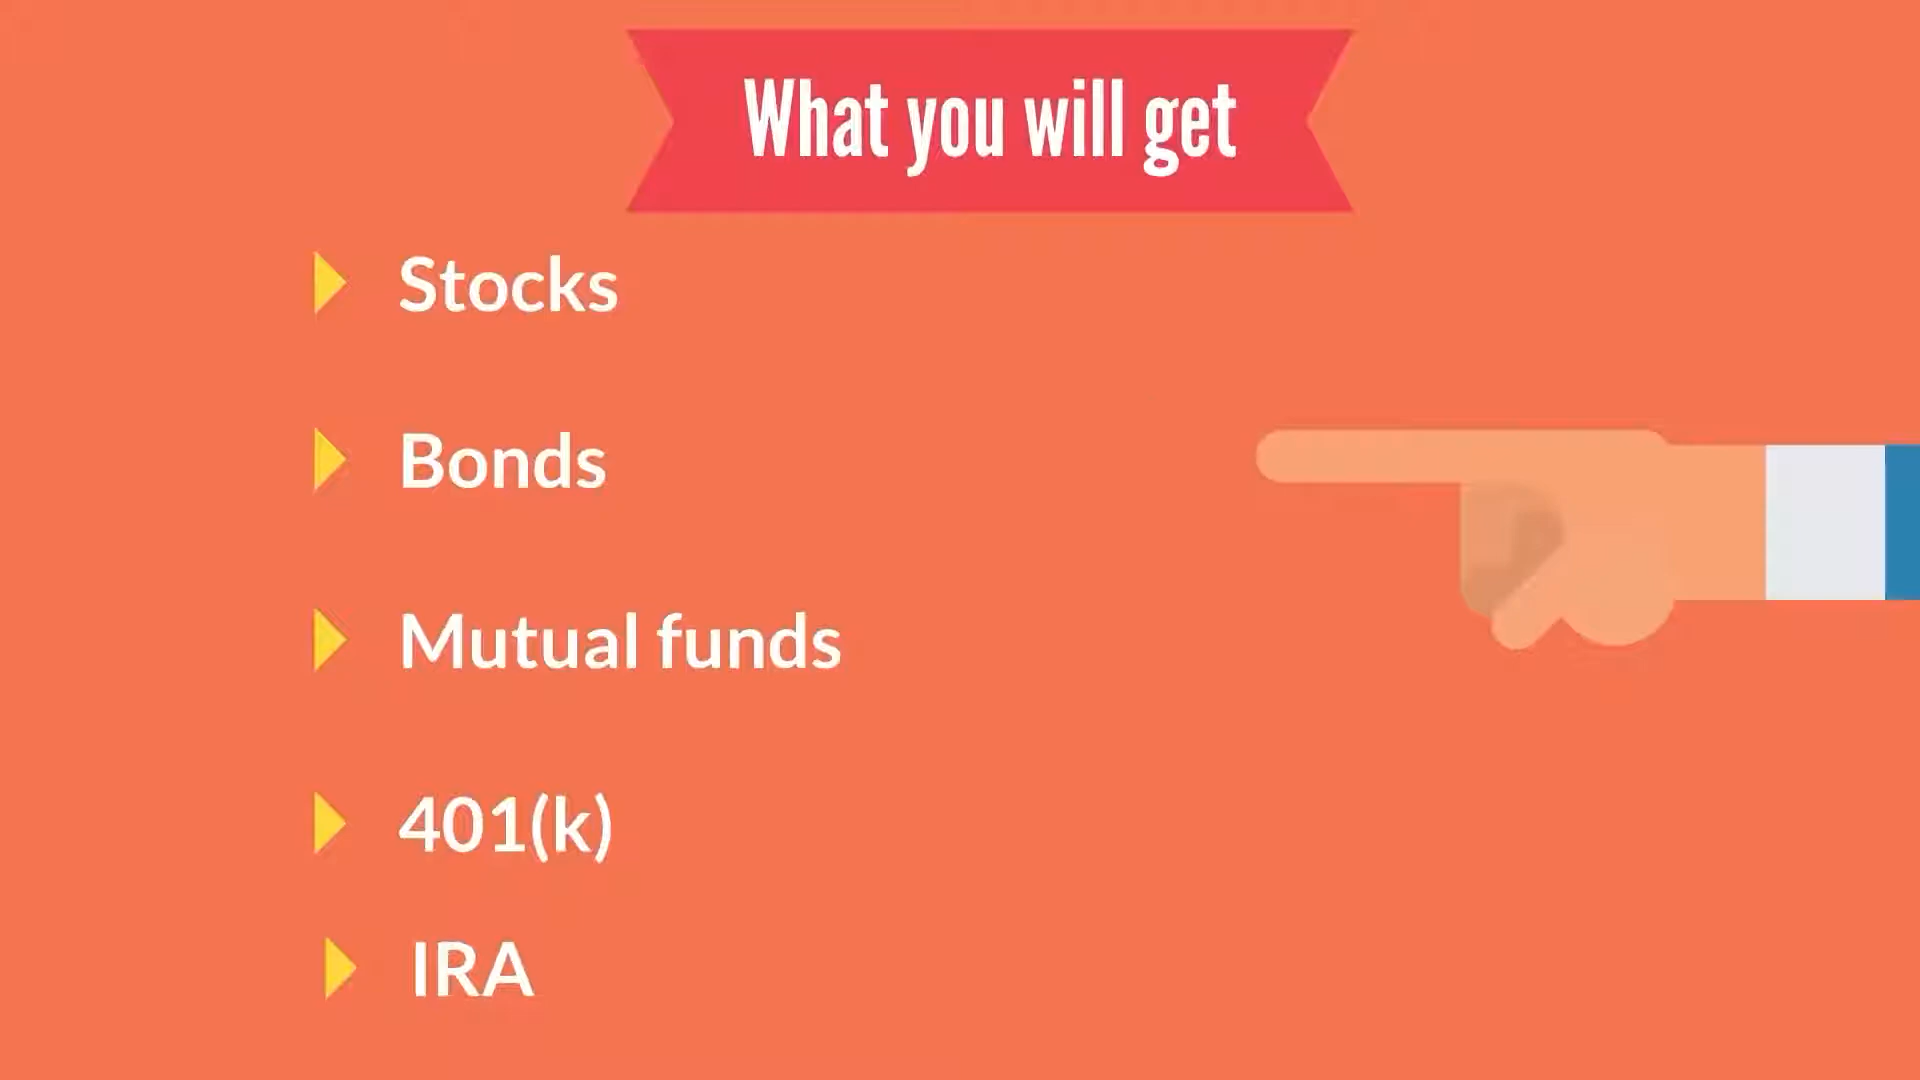 What you will get
Stocks
Bonds
Mutual funds
401(k)
IRA